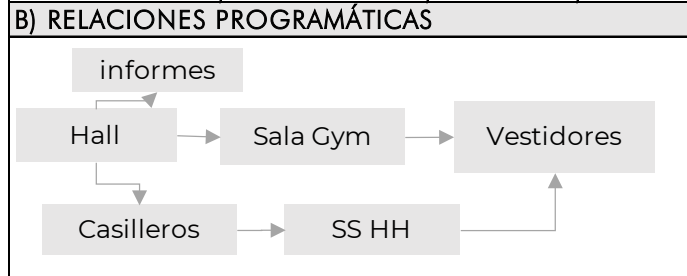 B) RELACIONES PROGRAMÁTICAS
informes
Hall
Sala Gym
Vestidores
Casilleros
SS HH